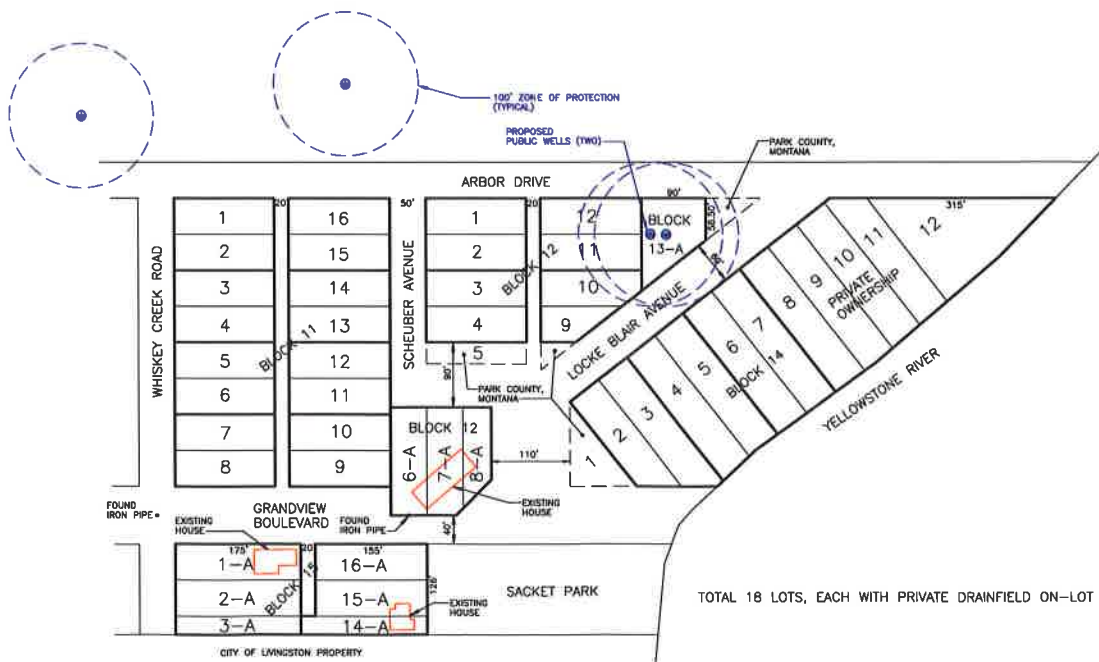 100' ZONE OF PROTECTION
(TYPICAL)
PROPOSED
PUBLIC WELLS (TWO)
PARK COUNTY,
MONTANA
ARBOR DRIVE
WHISKEY CREEK ROAD
1
2
3
4
5
6
7
8
20'
BLOCK 11
16
15
14
13
12
11
10
9
50'
SCHEUBER AVENUE
1
2
3
4
5
20'
BLOCK 12
12
11
10
9
90'
BLOCK
13-A
58.50'
LOCKE BLAIR AVENUE
PARK COUNTY,
MONTANA
90'
315'
1
2
3
4
5
6
7
8
9
10
11
12
BLOCK 14
PRIVATE
OWNERSHIP
YELLOWSTONE RIVER
BLOCK 12
6-A
7-A
8-A
110'
EXISTING
HOUSE
40'
FOUND
IRON PIPE
GRANDVIEW
BOULEVARD
FOUND
IRON PIPE
EXISTING
HOUSE
175'
20'
155'
1-A
2-A
3-A
BLOCK 15
16-A
15-A
14-A
126'
EXISTING
HOUSE
SACKET PARK
CITY OF LIVINGSTON PROPERTY
TOTAL 18 LOTS, EACH WITH PRIVATE DRAINFIELD ON-LOT